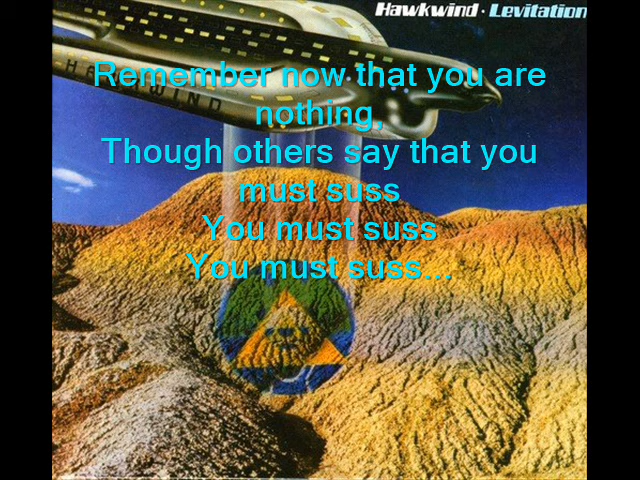 Hawkwind · Levitation
HAWKWIND
Remember now that you are
nothing,
Though others say that you
must suss
You must suss
You must suss...